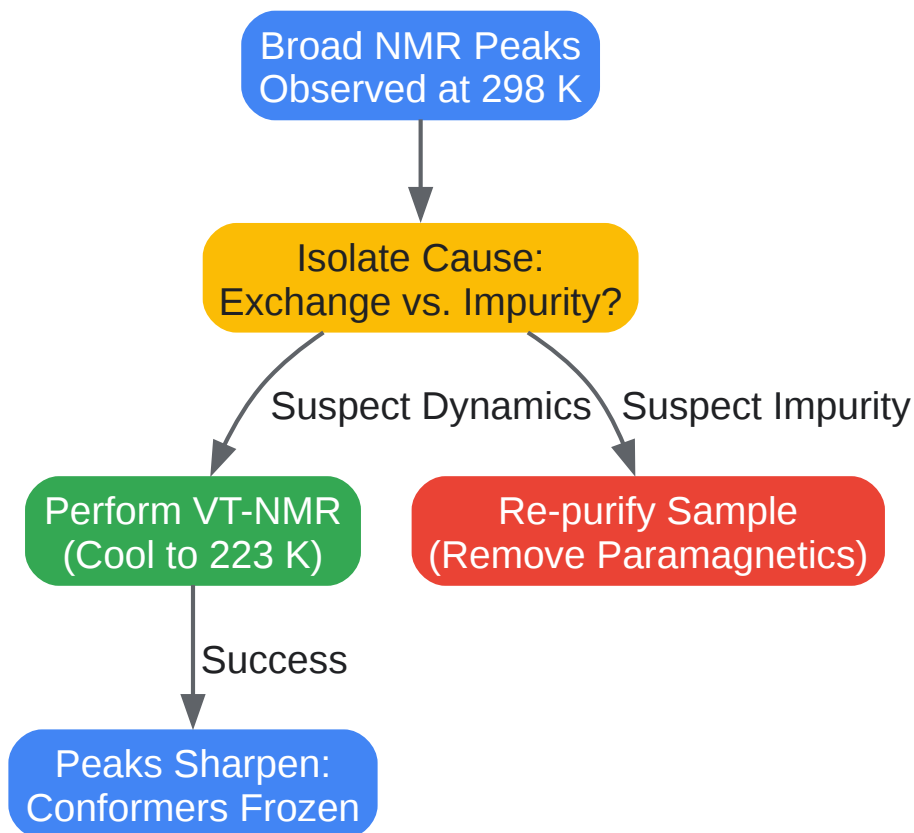 Broad NMR Peaks
Observed at 298 K
Isolate Cause:
Exchange vs. Impurity?
Suspect Dynamics
Suspect Impurity
Perform VT-NMR
(Cool to 223 K)
Re-purify Sample
(Remove Paramagnetics)
Success
Peaks Sharpen:
Conformers Frozen